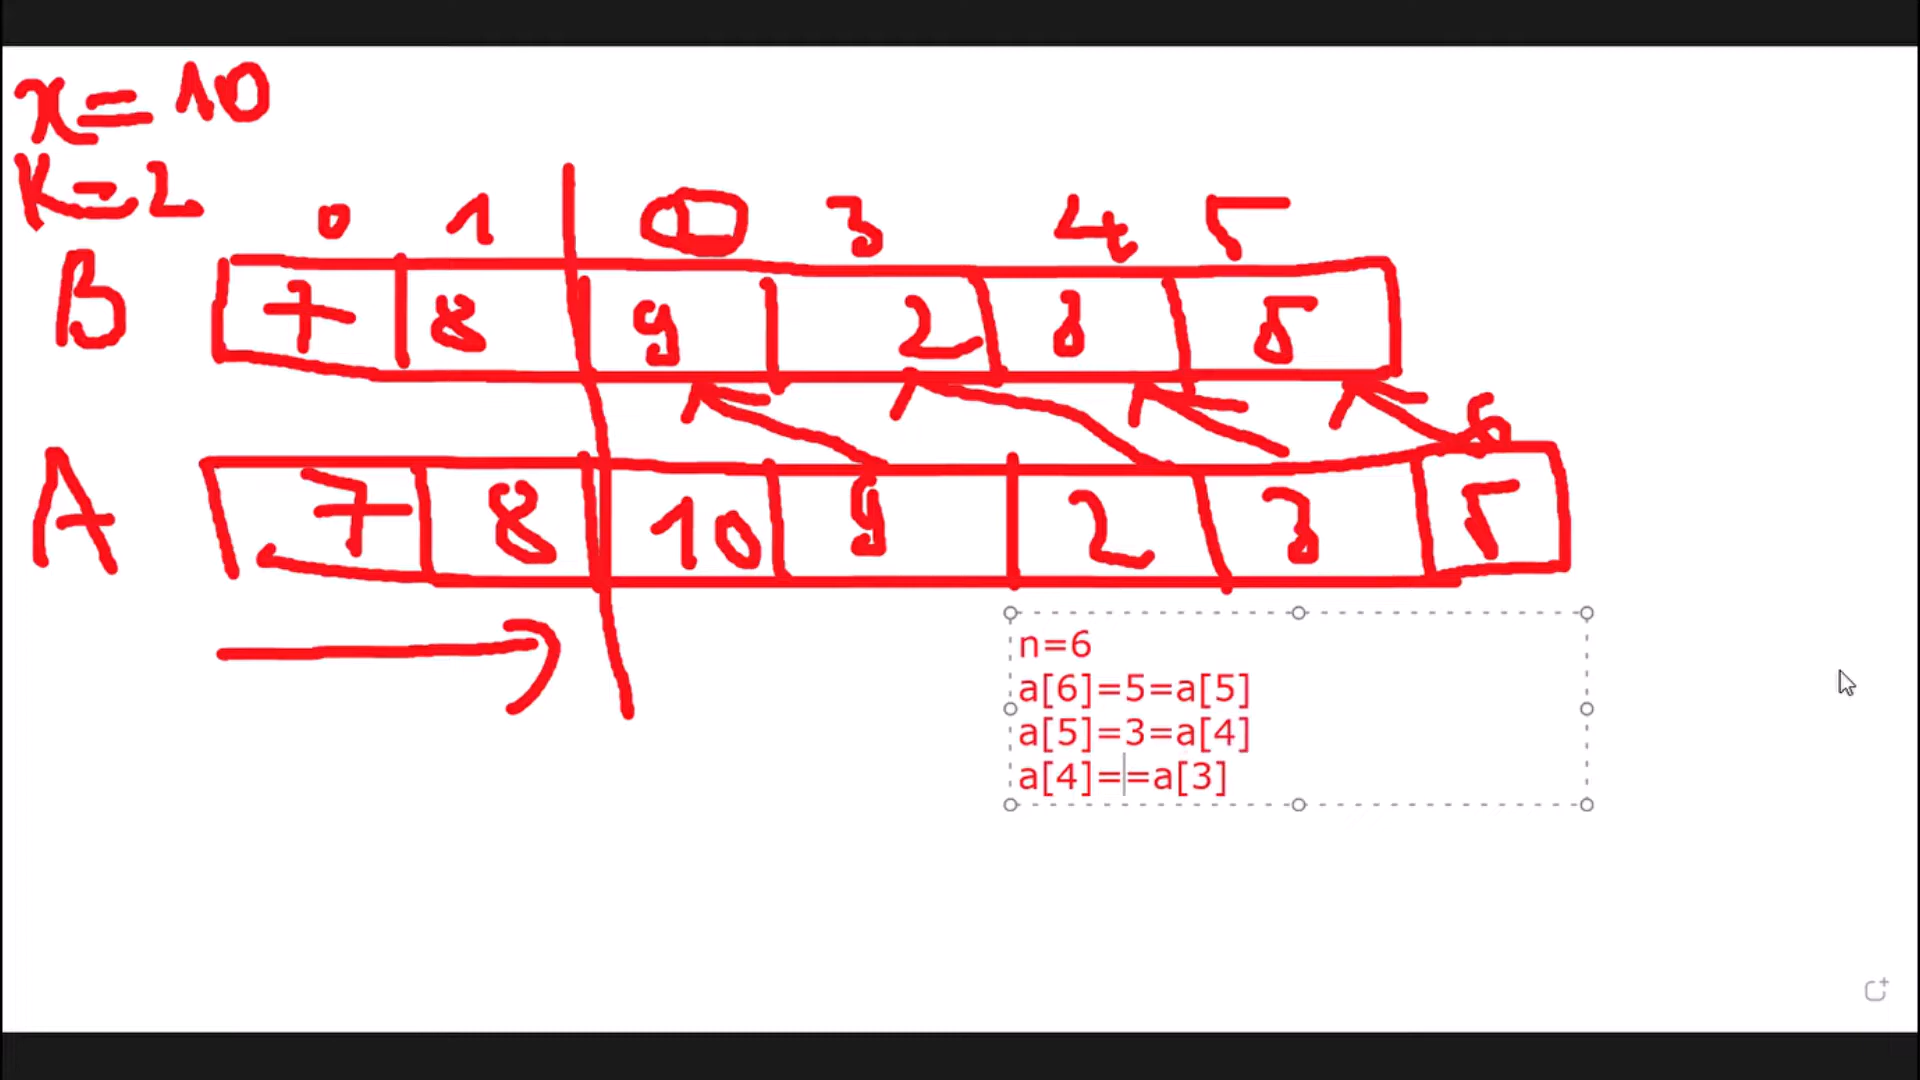 x=10
K=2
0 1 3 4 5
B 7 8 9 2 3 5
6
A 7 8 10 9 2 3 5
n=6
a[6]=5=a[5]
a[5]=3=a[4]
a[4]==a[3]